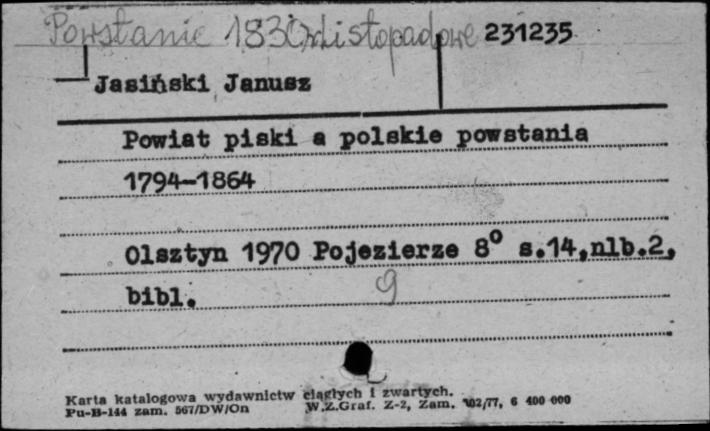 Powstanie 1830 Listopadowe 231235
Jasiński Janusz
Powiat piski a polskie powstania
1794-1864
Olsztyn 1970 Pojezierze 8° s.14,nlb.2,
bibl. 9
Karta katalogowa wydawnictw ciągłych i zwartych.
Pu-B-144 zam. 567/DW/On W.Z.Graf. Z-2, Zam. 102/77, 6 400 000